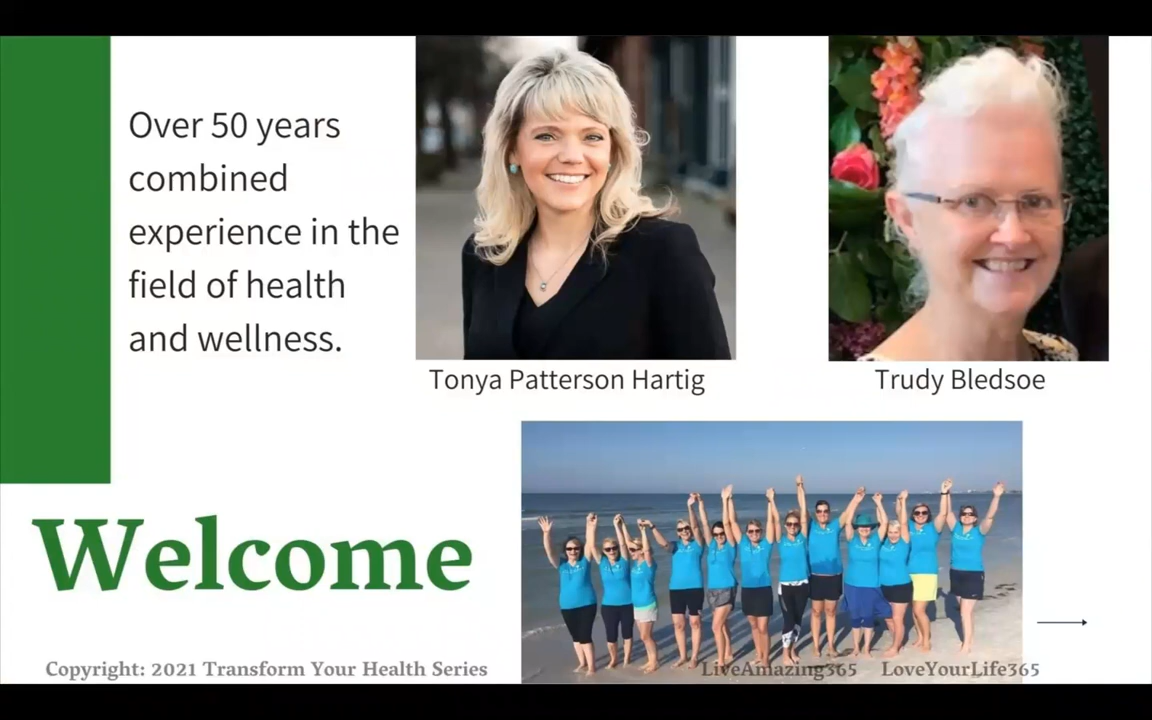 Over 50 years
combined
experience in the
field of health
and wellness.
Tonya Patterson Hartig
Trudy Bledsoe
Welcome
Copyright: 2021 Transform Your Health Series
LiveAmazing365 LoveYourLife365